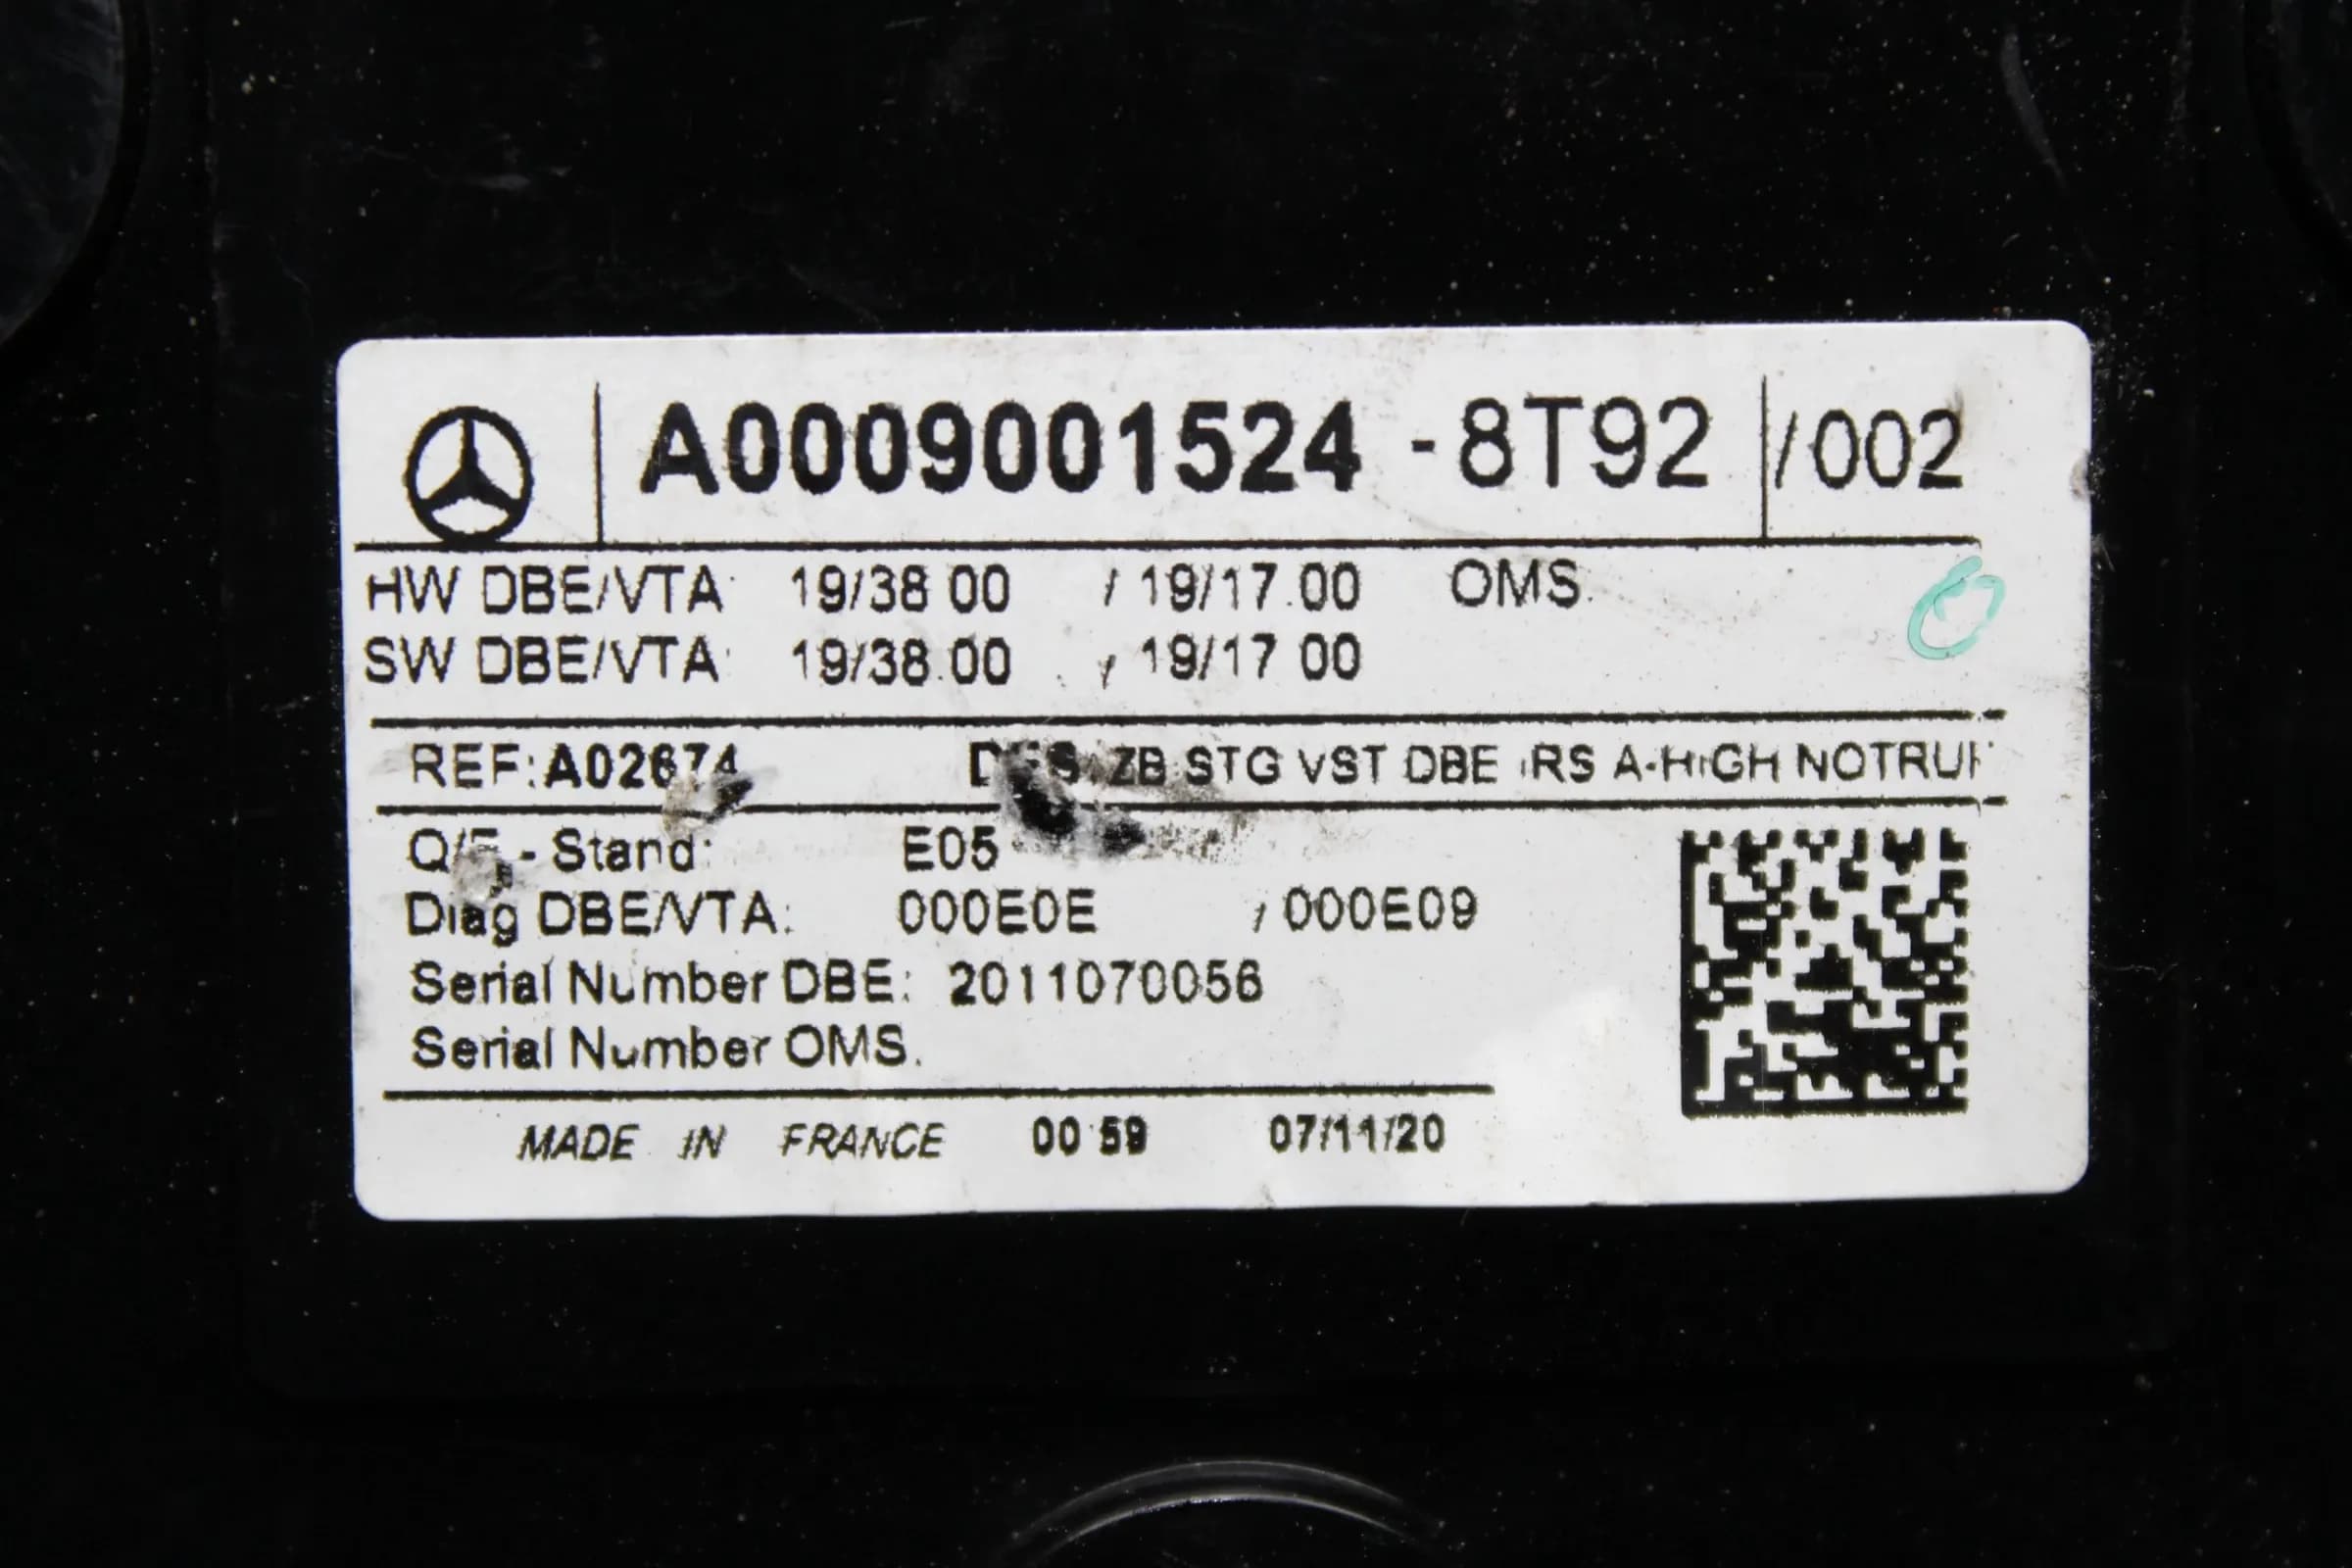 A0009001524 -8T92 /002
HW DBE/VTA: 19/38.00 / 19/17.00 OMS:
SW DBE/VTA: 19/38.00 / 19/17.00
REF: A02674 DES: ZB STG VST DBE IRS A-HIGH NOTRUF
Q/E - Stand: E05
Diag DBE/VTA: 000E0E / 000E09
Serial Number DBE: 2011070056
Serial Number OMS:
MADE IN FRANCE 00:59 07/11/20